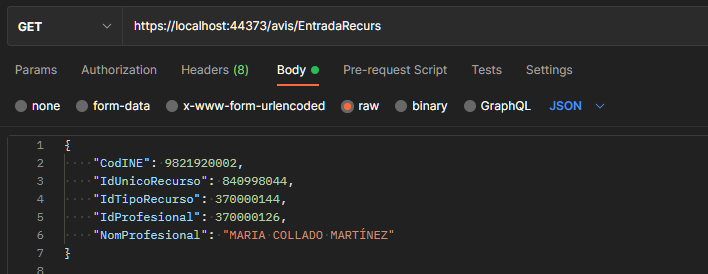 GET https://localhost:44373/avis/EntradaRecurs
Params Authorization Headers (8) Body Pre-request Script Tests Settings
none form-data x-www-form-urlencoded raw binary GraphQL JSON
1 {
2 "CodINE": 9821920002,
3 "IdUnicoRecurso": 840998044,
4 "IdTipoRecurso": 370000144,
5 "IdProfesional": 370000126,
6 "NomProfesional": "MARIA COLLADO MARTÍNEZ"
7 }
8